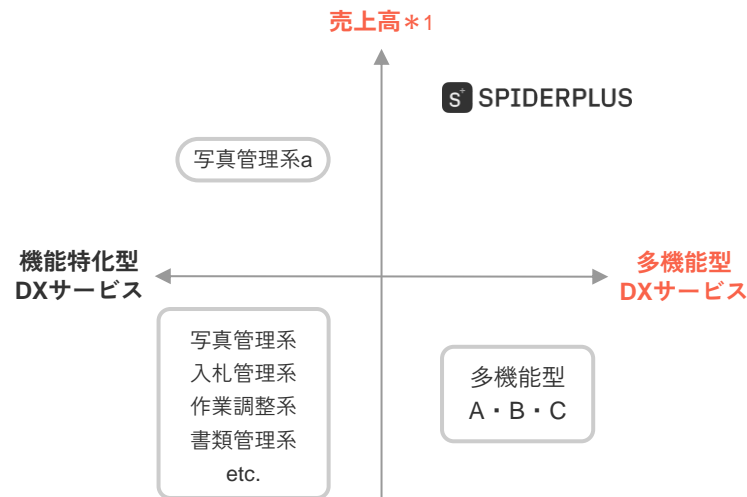 売上高＊1
S+ SPIDERPLUS
写真管理系a
機能特化型
DXサービス
多機能型
DXサービス
写真管理系
入札管理系
作業調整系
書類管理系
etc.
多機能型
A・B・C